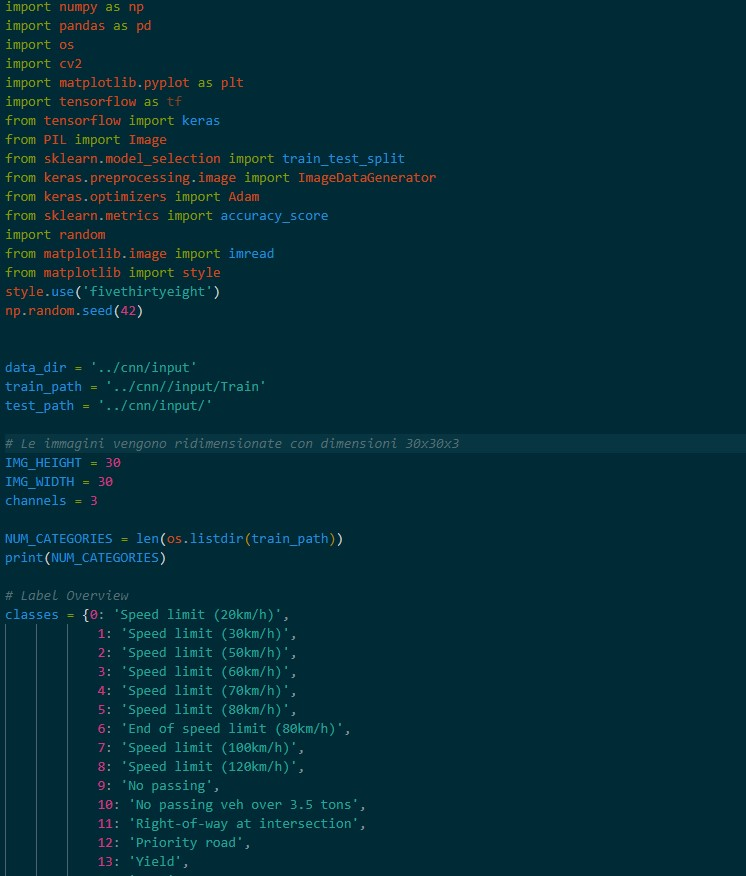 import numpy as np
import pandas as pd
import os
import cv2
import matplotlib.pyplot as plt
import tensorflow as tf
from tensorflow import keras
from PIL import Image
from sklearn.model_selection import train_test_split
from keras.preprocessing.image import ImageDataGenerator
from keras.optimizers import Adam
from sklearn.metrics import accuracy_score
import random
from matplotlib.image import imread
from matplotlib import style
style.use('fivethirtyeight')
np.random.seed(42)
data_dir = '../cnn/input'
train_path = '../cnn//input/Train'
test_path = '../cnn/input/'
# Le immagini vengono ridimensionate con dimensioni 30x30x3
IMG_HEIGHT = 30
IMG_WIDTH = 30
channels = 3
NUM_CATEGORIES = len(os.listdir(train_path))
print(NUM_CATEGORIES)
# Label Overview
classes = {0: 'Speed limit (20km/h)',
1: 'Speed limit (30km/h)',
2: 'Speed limit (50km/h)',
3: 'Speed limit (60km/h)',
4: 'Speed limit (70km/h)',
5: 'Speed limit (80km/h)',
6: 'End of speed limit (80km/h)',
7: 'Speed limit (100km/h)',
8: 'Speed limit (120km/h)',
9: 'No passing',
10: 'No passing veh over 3.5 tons',
11: 'Right-of-way at intersection',
12: 'Priority road',
13: 'Yield',